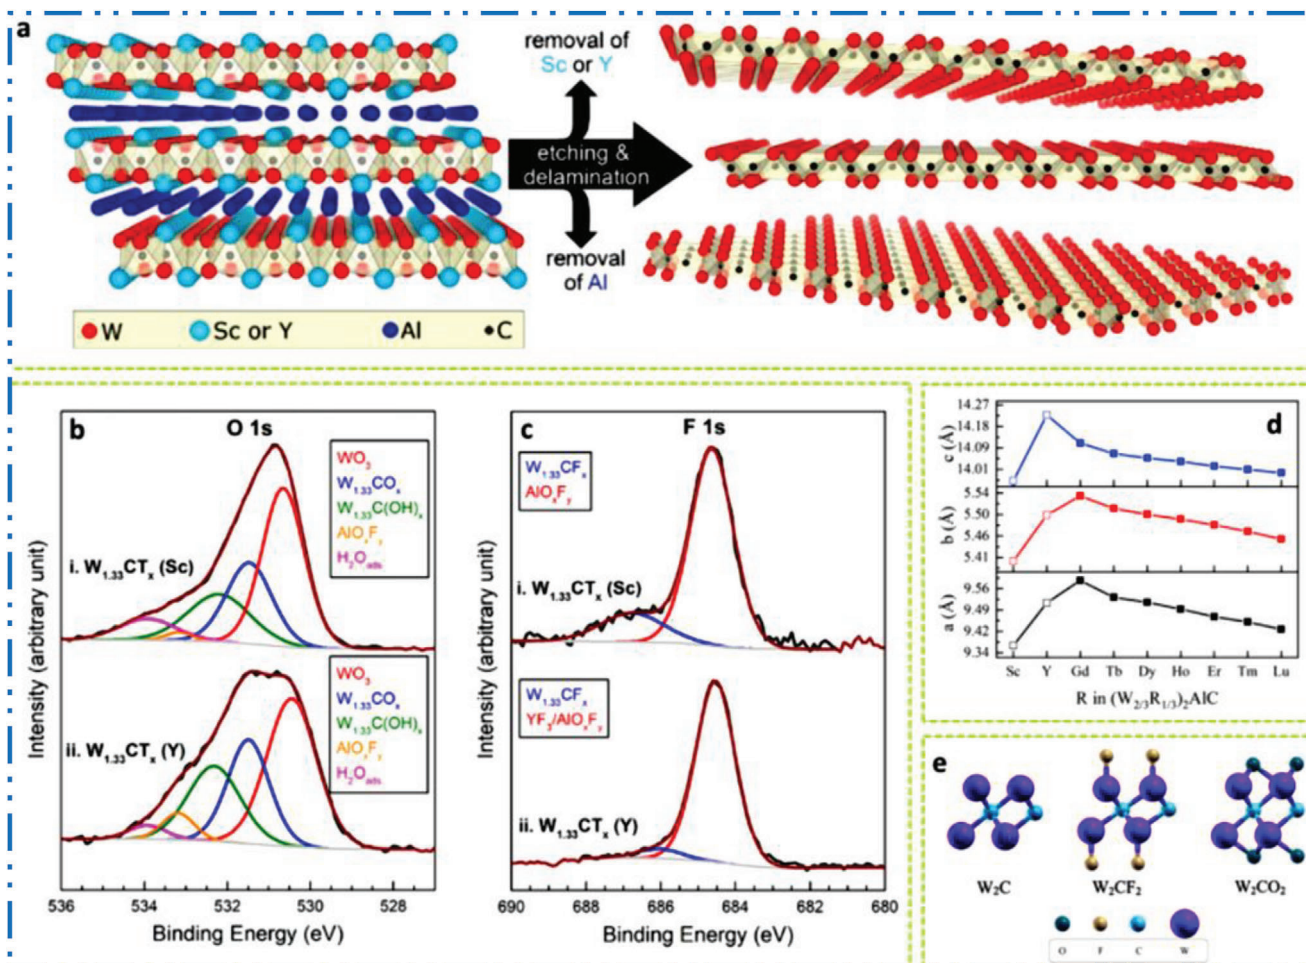 a
removal of
Sc or Y
etching &
delamination
removal
of Al
W
Sc or Y
Al
C
b
O 1s
WO3
W1.33COx
W1.33C(OH)x
AlOxFy
H2Oads
i. W1.33CTx (Sc)
WO3
W1.33COx
W1.33C(OH)x
AlOxFy
H2Oads
ii. W1.33CTx (Y)
Intensity (arbitrary unit)
536 534 532 530 528
Binding Energy (eV)
c
F 1s
W1.33CFx
AlOxFy
i. W1.33CTx (Sc)
W1.33CFx
YF3/AlOxFy
ii. W1.33CTx (Y)
Intensity (arbitrary unit)
690 688 686 684 682 680
Binding Energy (eV)
d
c (Å)
14.27
14.18
14.09
14.01
b (Å)
5.54
5.50
5.46
5.41
a (Å)
9.56
9.49
9.42
9.34
Sc Y Gd Tb Dy Ho Er Tm Lu
R in (W2/3R1/3)2AlC
e
W2C W2CF2 W2CO2
O F C W